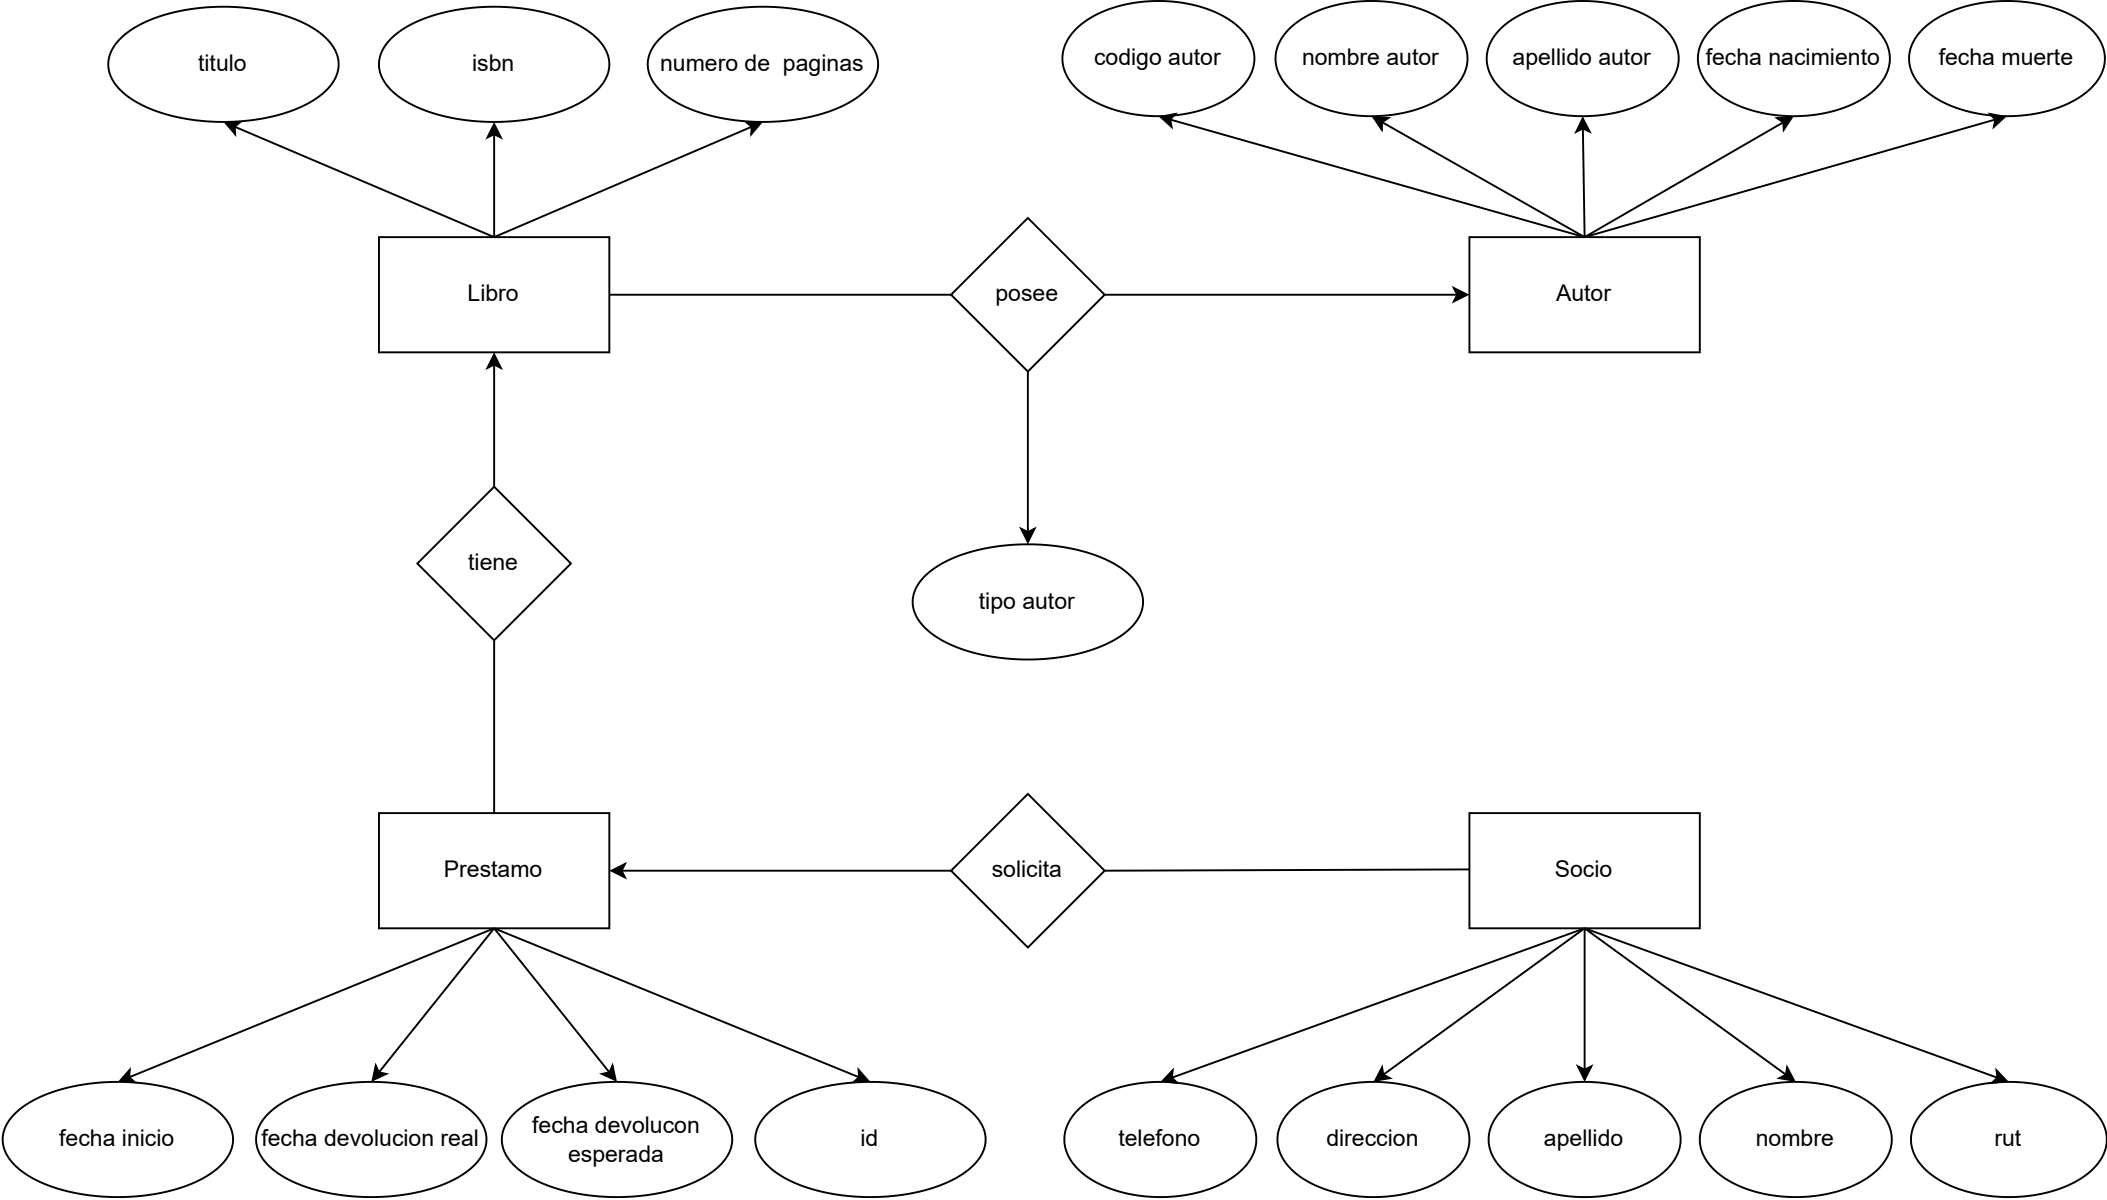 titulo
isbn
numero de  paginas
codigo autor
nombre autor
apellido autor
fecha nacimiento
fecha muerte
Libro
posee
Autor
tiene
tipo autor
Prestamo
solicita
Socio
fecha inicio
fecha devolucion real
fecha devolucon
esperada
id
telefono
direccion
apellido
nombre
rut